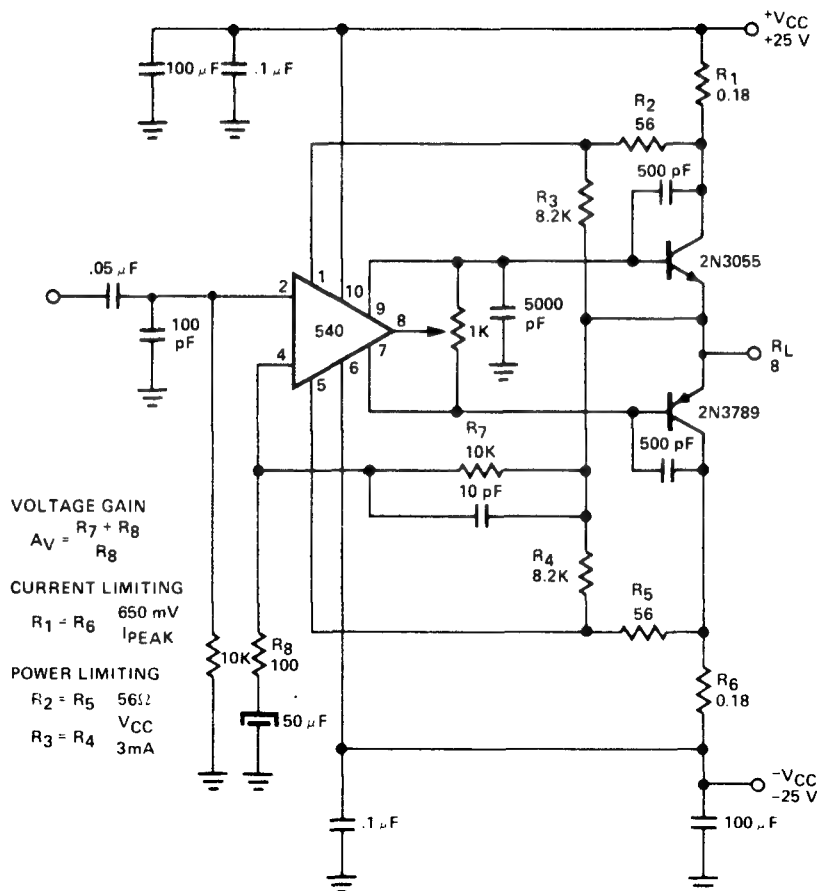 +VCC
+25 V
100 μF
.1 μF
R1
0.18
R2
56
500 pF
R3
8.2K
2N3055
.05 μF
1
10
2
9
8
540
100
pF
1K
5000
pF
RL
8
4
7
6
5
2N3789
R7
10K
500 pF
10 pF
VOLTAGE GAIN
AV = R7 + R8
R8
R4
8.2K
R5
56
CURRENT LIMITING
R1 = R6 650 mV
IPEAK
10K
R8
100
POWER LIMITING
R2 = R5 56Ω
R3 = R4 VCC
3mA
50 μF
R6
0.18
−VCC
−25 V
.1 μF
100 μF